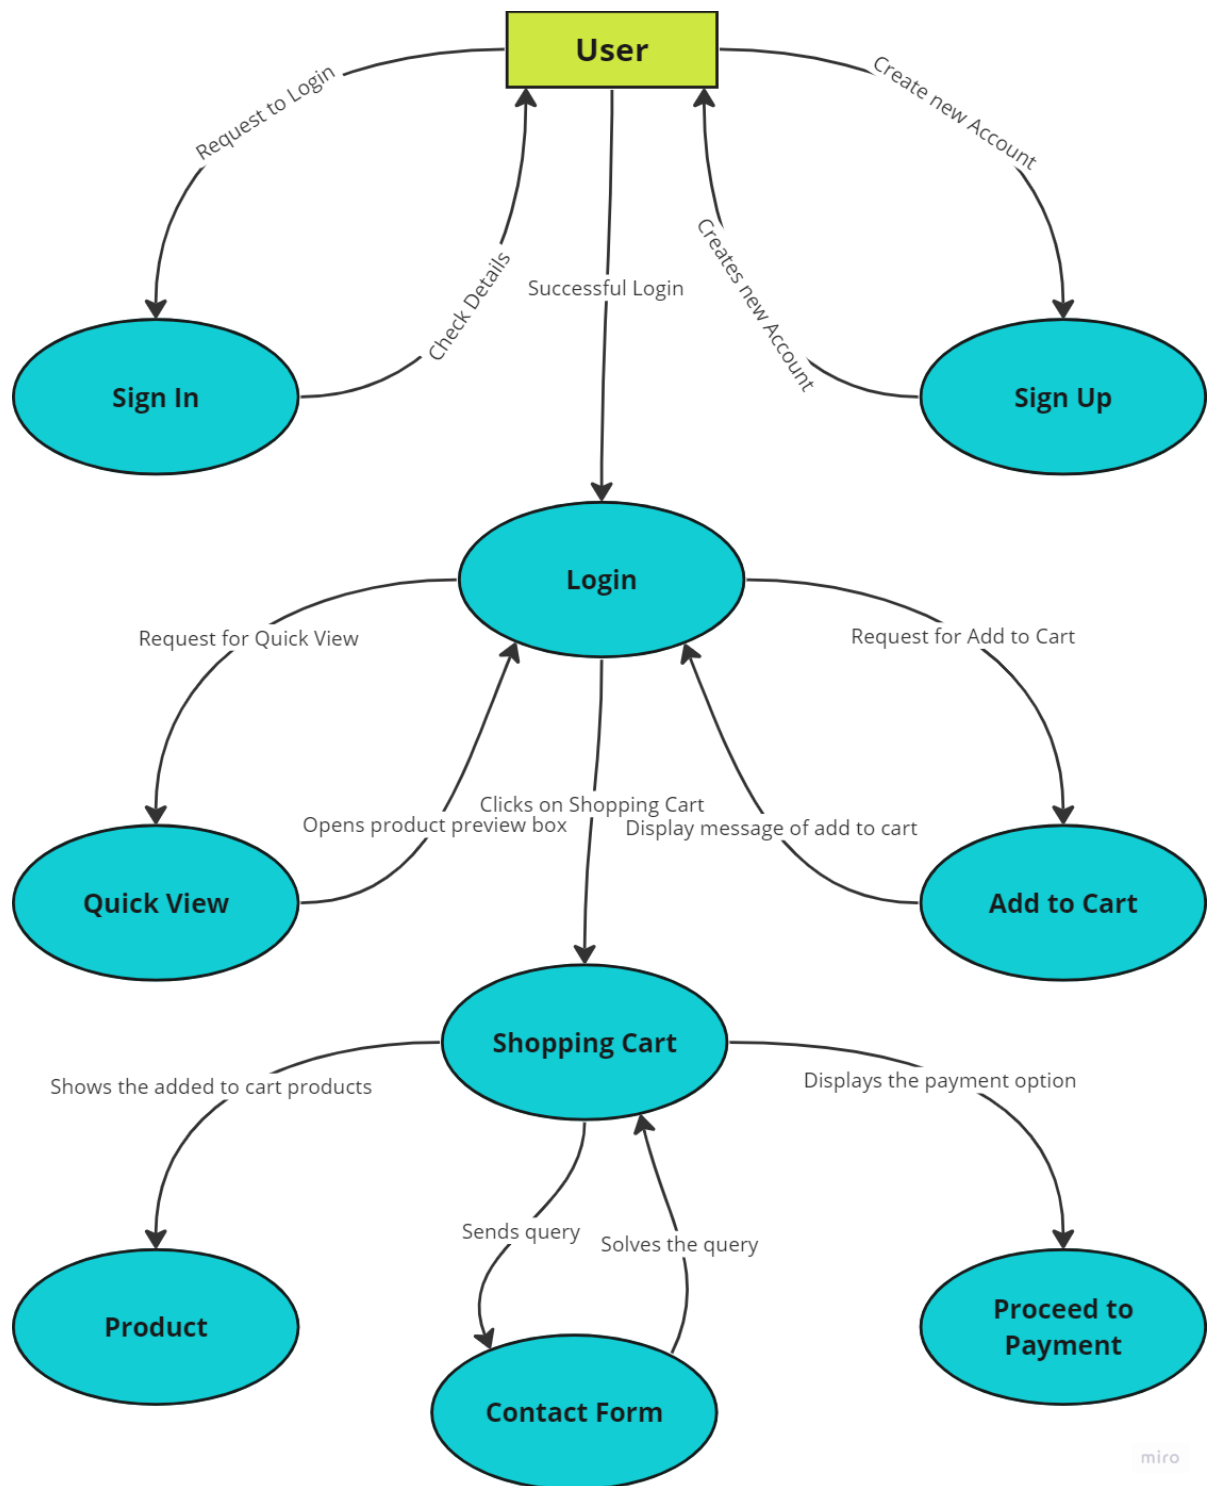 User
Request to Login
Create new Account
Check Details
Successful Login
Creates new Account
Sign In
Sign Up
Login
Request for Quick View
Request for Add to Cart
Clicks on Shopping Cart
Opens product preview box
Display message of add to cart
Quick View
Add to Cart
Shopping Cart
Shows the added to cart products
Displays the payment option
Sends query
Solves the query
Product
Proceed to
Payment
Contact Form
miro